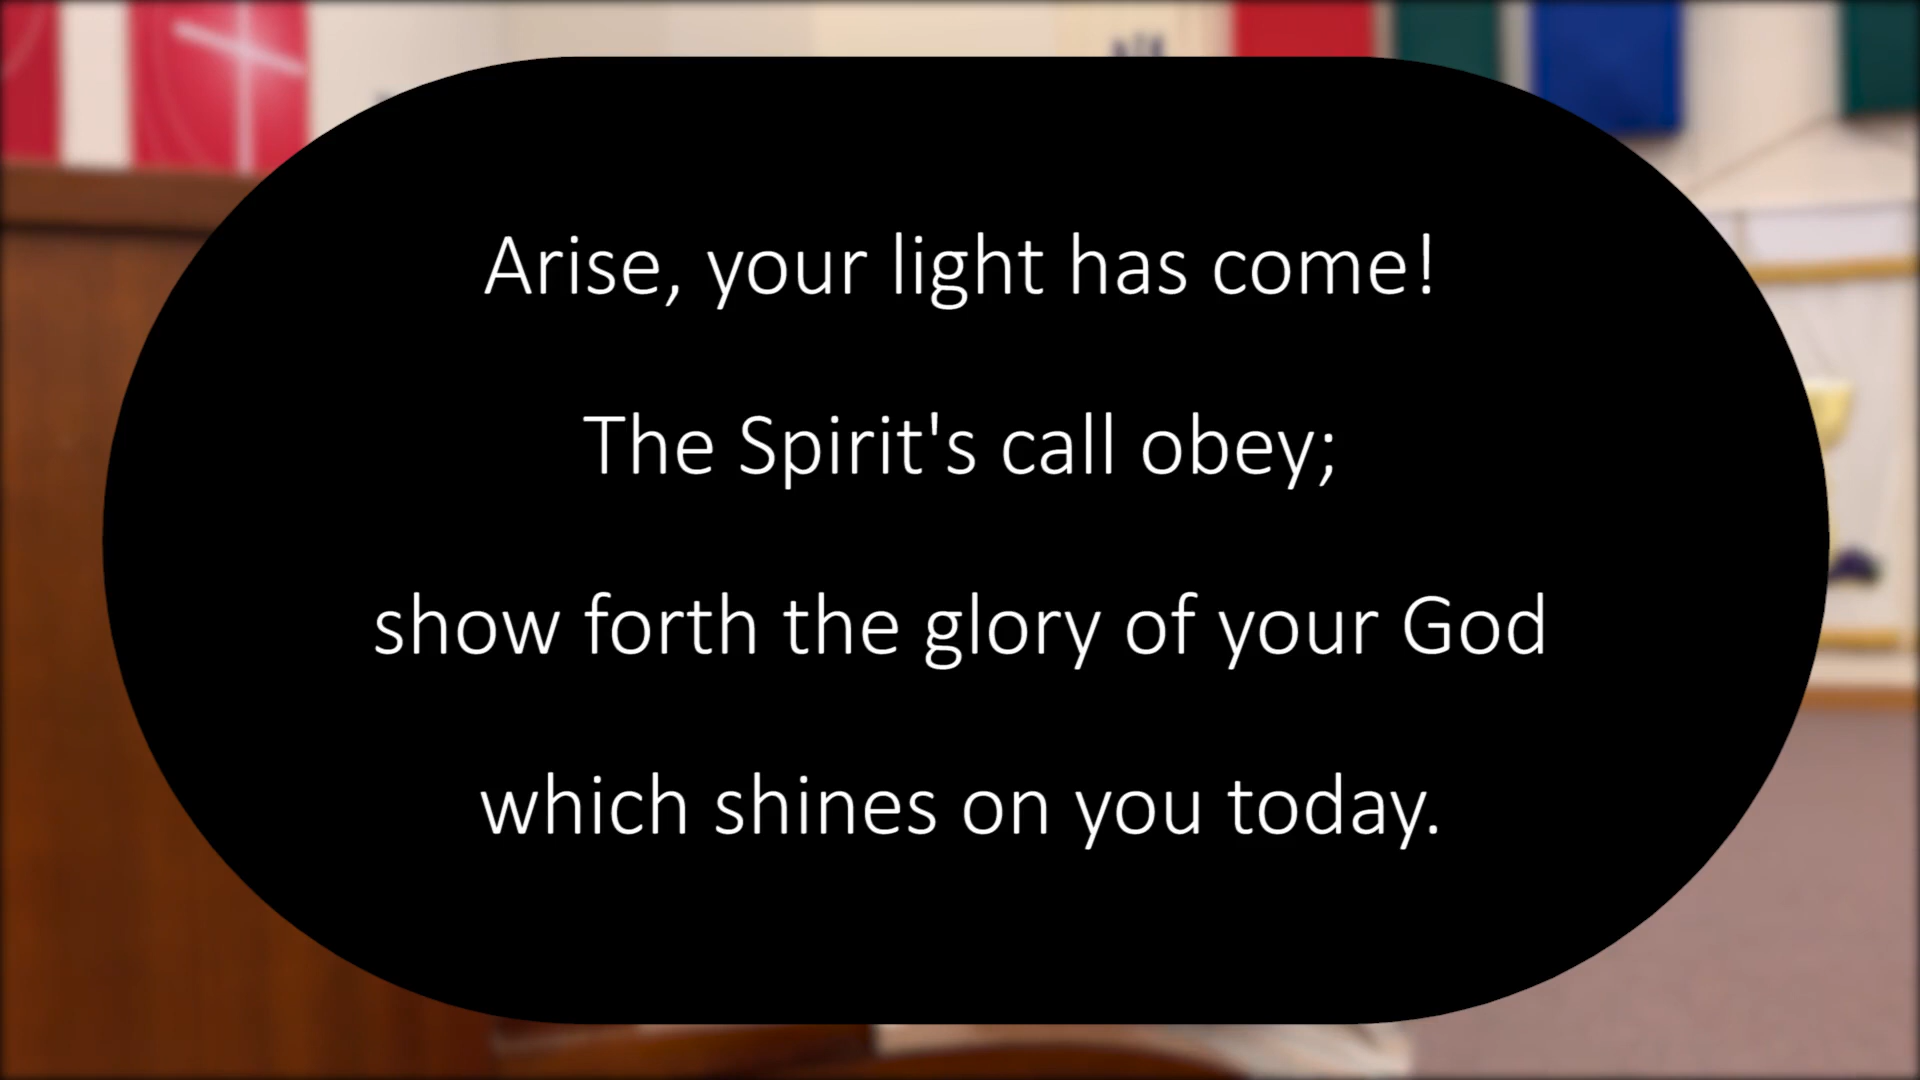 Arise, your light has come!
The Spirit's call obey;
show forth the glory of your God
which shines on you today.